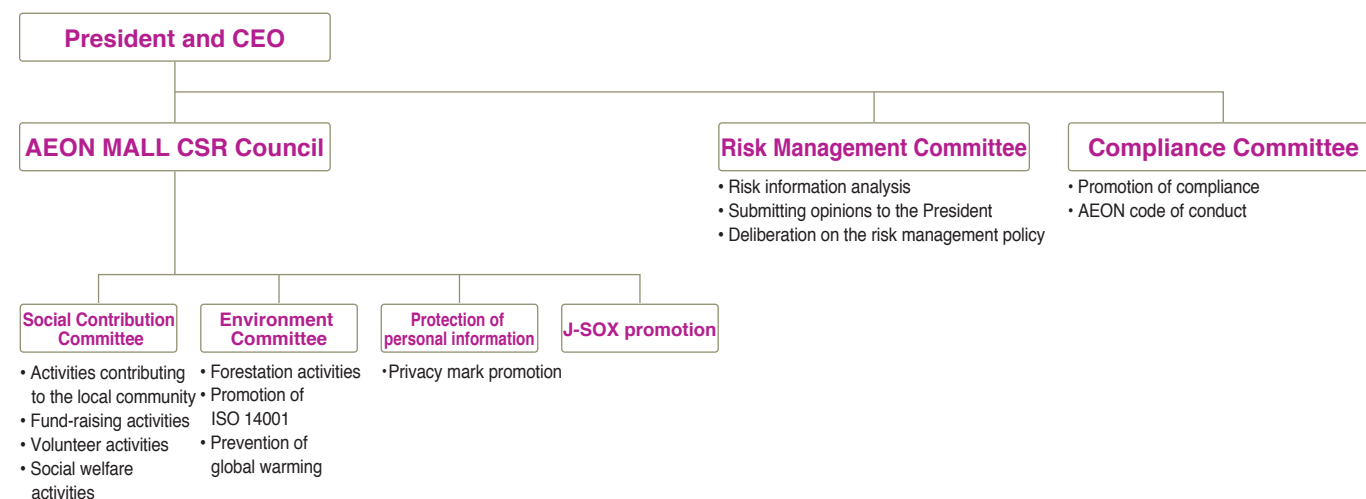 President and CEO
AEON MALL CSR Council
Risk Management Committee
• Risk information analysis
• Submitting opinions to the President
• Deliberation on the risk management policy
Compliance Committee
• Promotion of compliance
• AEON code of conduct
Social Contribution
Committee
• Activities contributing
to the local community
• Fund-raising activities
• Volunteer activities
• Social welfare
activities
Environment
Committee
• Forestation activities
• Promotion of
ISO 14001
• Prevention of
global warming
Protection of
personal information
•Privacy mark promotion
J-SOX promotion